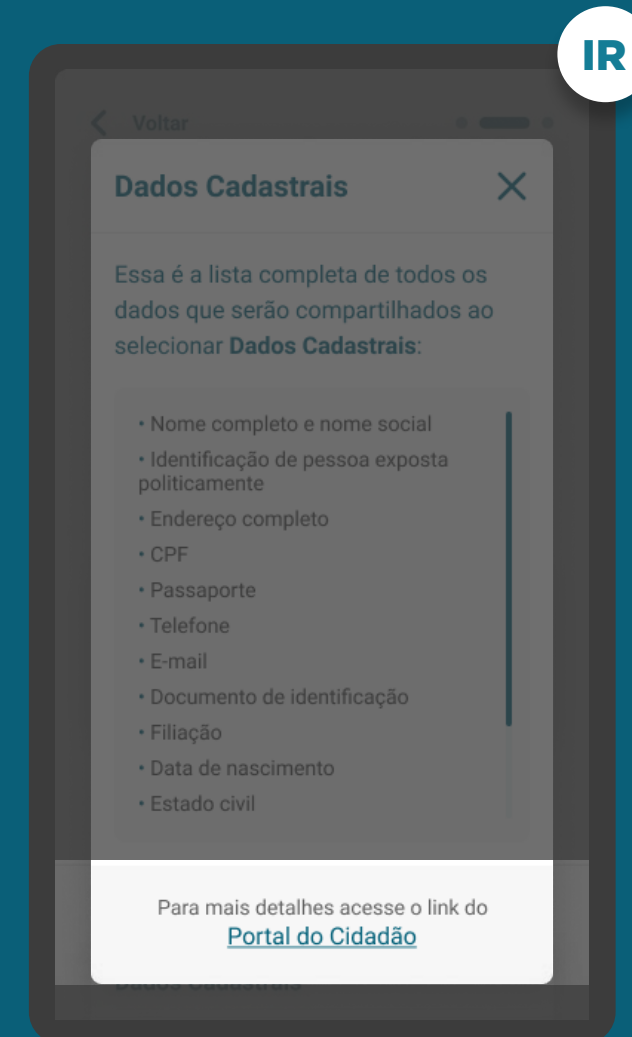 IR
Voltar
Dados Cadastrais
Essa é a lista completa de todos os
dados que serão compartilhados ao
selecionar Dados Cadastrais:
• Nome completo e nome social
• Identificação de pessoa exposta
politicamente
• Endereço completo
• CPF
• Passaporte
• Telefone
• E-mail
• Documento de identificação
• Filiação
• Data de nascimento
• Estado civil
Para mais detalhes acesse o link do
Portal do Cidadão
Dados Cadastrais